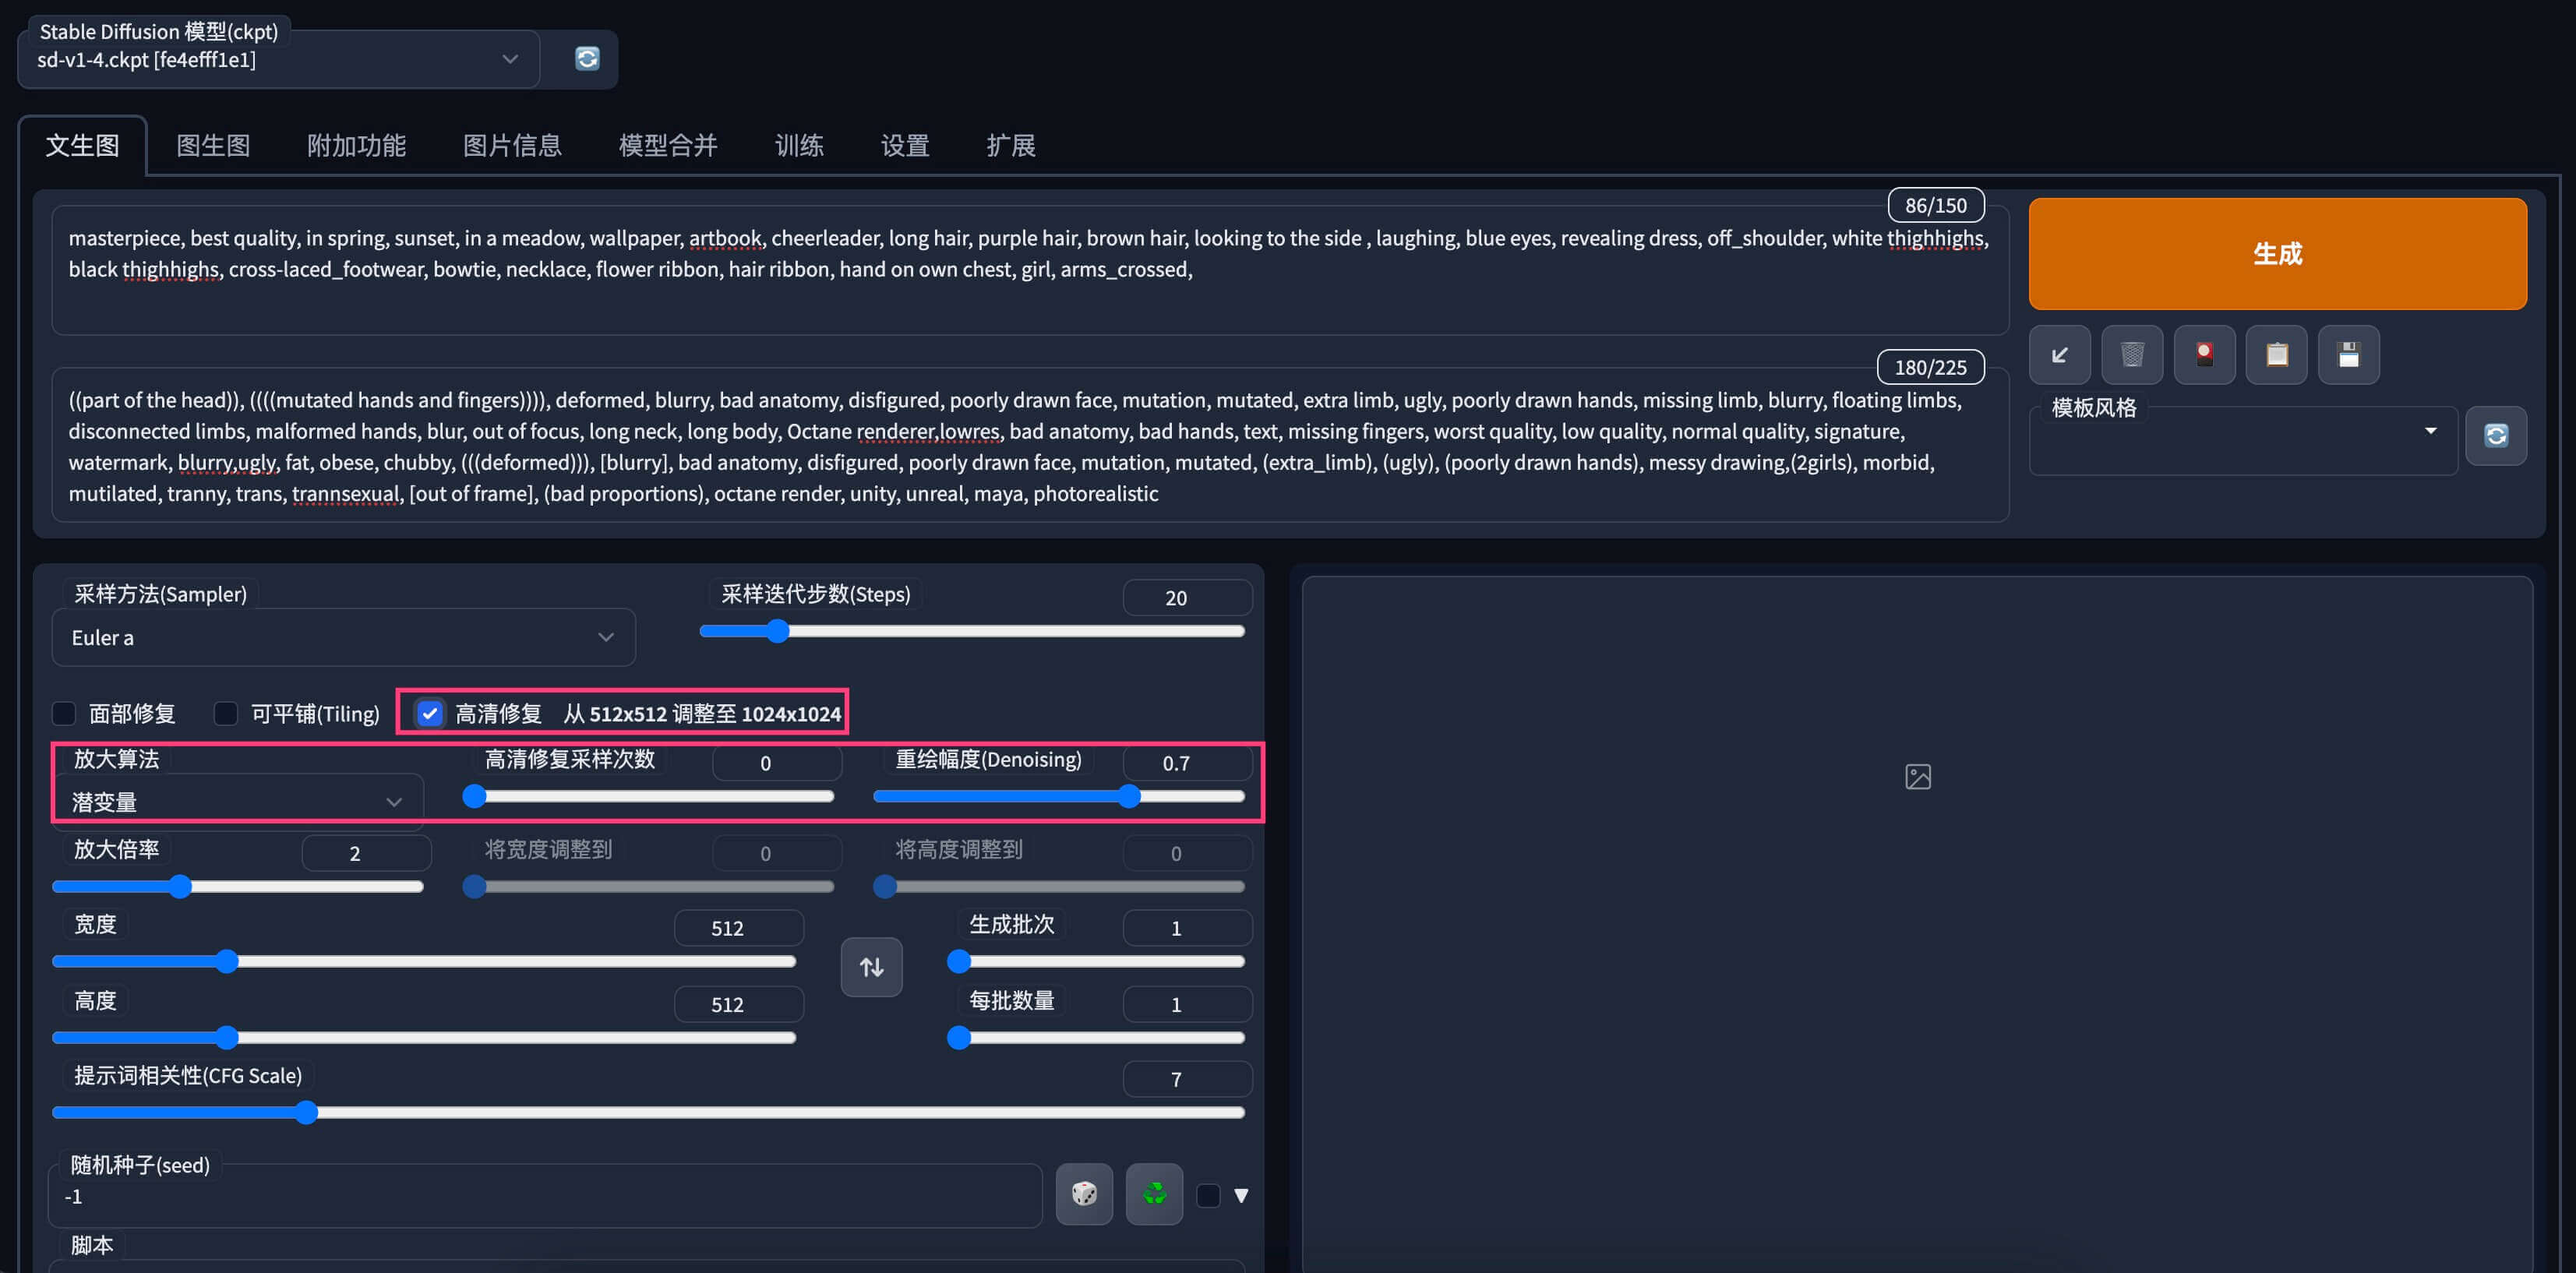 Stable Diffusion 模型(ckpt)
sd-v1-4.ckpt [fe4efff1e1]
文生图 图生图 附加功能 图片信息 模型合并 训练 设置 扩展
86/150
masterpiece, best quality, in spring, sunset, in a meadow, wallpaper, artbook, cheerleader, long hair, purple hair, brown hair, looking to the side , laughing, blue eyes, revealing dress, off_shoulder, white thighhighs,
black thighhighs, cross-laced_footwear, bowtie, necklace, flower ribbon, hair ribbon, hand on own chest, girl, arms_crossed,
生成
180/225
((part of the head)), ((((mutated hands and fingers)))), deformed, blurry, bad anatomy, disfigured, poorly drawn face, mutation, mutated, extra limb, ugly, poorly drawn hands, missing limb, blurry, floating limbs,
disconnected limbs, malformed hands, blur, out of focus, long neck, long body, Octane renderer,lowres, bad anatomy, bad hands, text, missing fingers, worst quality, low quality, normal quality, signature,
watermark, blurry,ugly, fat, obese, chubby, (((deformed))), [blurry], bad anatomy, disfigured, poorly drawn face, mutation, mutated, (extra_limb), (ugly), (poorly drawn hands), messy drawing,(2girls), morbid,
mutilated, tranny, trans, trannsexual, [out of frame], (bad proportions), octane render, unity, unreal, maya, photorealistic
模板风格
采样方法(Sampler)
Euler a
采样迭代步数(Steps) 20
面部修复 可平铺(Tiling) 高清修复 从 512x512 调整至 1024x1024
放大算法
潜变量
高清修复采样次数 0
重绘幅度(Denoising) 0.7
放大倍率 2
将宽度调整到 0
将高度调整到 0
宽度 512
生成批次 1
高度 512
每批数量 1
提示词相关性(CFG Scale) 7
随机种子(seed)
-1
脚本